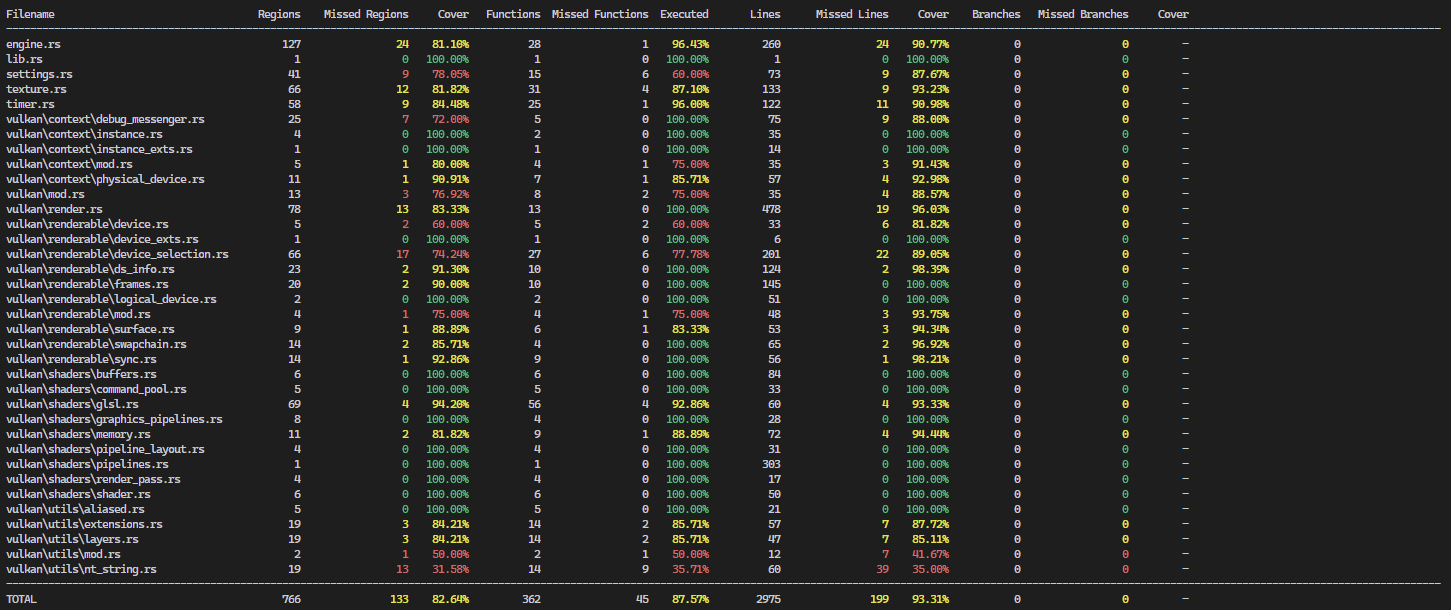 Filename Regions Missed Regions Cover Functions Missed Functions Executed Lines Missed Lines Cover Branches Missed Branches Cover
engine.rs 127 24 81.10% 28 1 96.43% 260 24 90.77% 0 0 -
lib.rs 1 0 100.00% 1 0 100.00% 1 0 100.00% 0 0 -
settings.rs 41 9 78.05% 15 6 60.00% 73 9 87.67% 0 0 -
texture.rs 66 12 81.82% 31 4 87.10% 133 9 93.23% 0 0 -
timer.rs 58 9 84.48% 25 1 96.00% 122 11 90.98% 0 0 -
vulkan\context\debug_messenger.rs 25 7 72.00% 5 0 100.00% 75 9 88.00% 0 0 -
vulkan\context\instance.rs 4 0 100.00% 2 0 100.00% 35 0 100.00% 0 0 -
vulkan\context\instance_exts.rs 1 0 100.00% 1 0 100.00% 14 0 100.00% 0 0 -
vulkan\context\mod.rs 5 1 80.00% 4 1 75.00% 35 3 91.43% 0 0 -
vulkan\context\physical_device.rs 11 1 90.91% 7 1 85.71% 57 4 92.98% 0 0 -
vulkan\mod.rs 13 3 76.92% 8 2 75.00% 35 4 88.57% 0 0 -
vulkan\render.rs 78 13 83.33% 13 0 100.00% 478 19 96.03% 0 0 -
vulkan\renderable\device.rs 5 2 60.00% 5 2 60.00% 33 6 81.82% 0 0 -
vulkan\renderable\device_exts.rs 1 0 100.00% 1 0 100.00% 6 0 100.00% 0 0 -
vulkan\renderable\device_selection.rs 66 17 74.24% 27 6 77.78% 201 22 89.05% 0 0 -
vulkan\renderable\ds_info.rs 23 2 91.30% 10 0 100.00% 124 2 98.39% 0 0 -
vulkan\renderable\frames.rs 20 2 90.00% 10 0 100.00% 145 0 100.00% 0 0 -
vulkan\renderable\logical_device.rs 2 0 100.00% 2 0 100.00% 51 0 100.00% 0 0 -
vulkan\renderable\mod.rs 4 1 75.00% 4 1 75.00% 48 3 93.75% 0 0 -
vulkan\renderable\surface.rs 9 1 88.89% 6 1 83.33% 53 3 94.34% 0 0 -
vulkan\renderable\swapchain.rs 14 2 85.71% 4 0 100.00% 65 2 96.92% 0 0 -
vulkan\renderable\sync.rs 14 1 92.86% 9 0 100.00% 56 1 98.21% 0 0 -
vulkan\shaders\buffers.rs 6 0 100.00% 6 0 100.00% 84 0 100.00% 0 0 -
vulkan\shaders\command_pool.rs 5 0 100.00% 5 0 100.00% 33 0 100.00% 0 0 -
vulkan\shaders\glsl.rs 69 4 94.20% 56 4 92.86% 60 4 93.33% 0 0 -
vulkan\shaders\graphics_pipelines.rs 8 0 100.00% 4 0 100.00% 28 0 100.00% 0 0 -
vulkan\shaders\memory.rs 11 2 81.82% 9 1 88.89% 72 4 94.44% 0 0 -
vulkan\shaders\pipeline_layout.rs 4 0 100.00% 4 0 100.00% 31 0 100.00% 0 0 -
vulkan\shaders\pipelines.rs 1 0 100.00% 1 0 100.00% 303 0 100.00% 0 0 -
vulkan\shaders\render_pass.rs 4 0 100.00% 4 0 100.00% 17 0 100.00% 0 0 -
vulkan\shaders\shader.rs 6 0 100.00% 6 0 100.00% 50 0 100.00% 0 0 -
vulkan\utils\aliased.rs 5 0 100.00% 5 0 100.00% 21 0 100.00% 0 0 -
vulkan\utils\extensions.rs 19 3 84.21% 14 2 85.71% 57 7 87.72% 0 0 -
vulkan\utils\layers.rs 19 3 84.21% 14 2 85.71% 47 7 85.11% 0 0 -
vulkan\utils\mod.rs 2 1 50.00% 2 1 50.00% 12 7 41.67% 0 0 -
vulkan\utils\nt_string.rs 19 13 31.58% 14 9 35.71% 60 39 35.00% 0 0 -
TOTAL 766 133 82.64% 362 45 87.57% 2975 199 93.31% 0 0 -